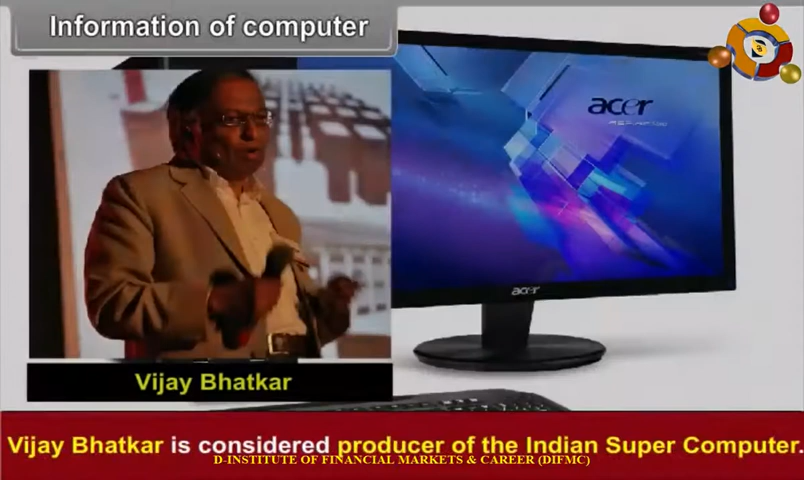 Information of computer
acer
acer
Vijay Bhatkar
Vijay Bhatkar is considered producer of the Indian Super Computer.
D-INSTITUTE OF FINANCIAL MARKETS & CAREER (DIFMC)